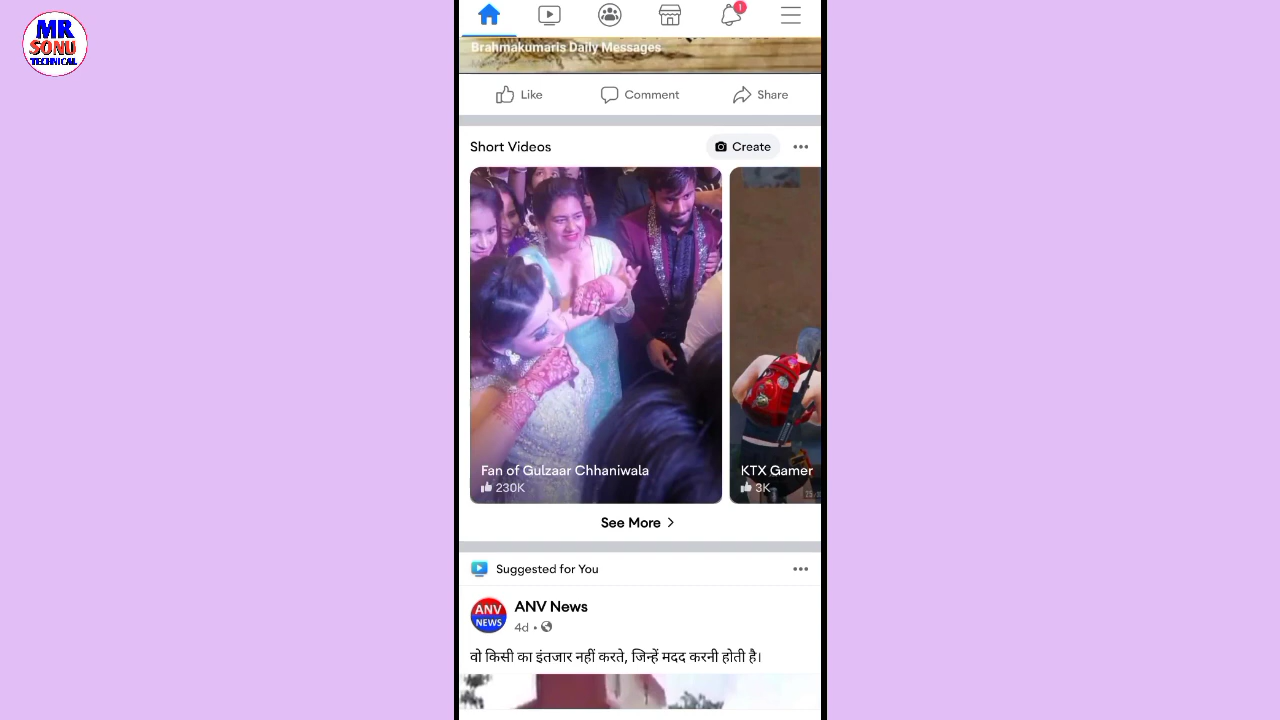 MR
SONU
TECHNICAL
1
Brahmakumaris Daily Messages
Like
Comment
Share
Short Videos
Create
Fan of Gulzaar Chhaniwala
230K
KTX Gamer
3K
See More
Suggested for You
ANV
NEWS
ANV News
4d
वो किसी का इंतजार नहीं करते, जिन्हें मदद करनी होती है।